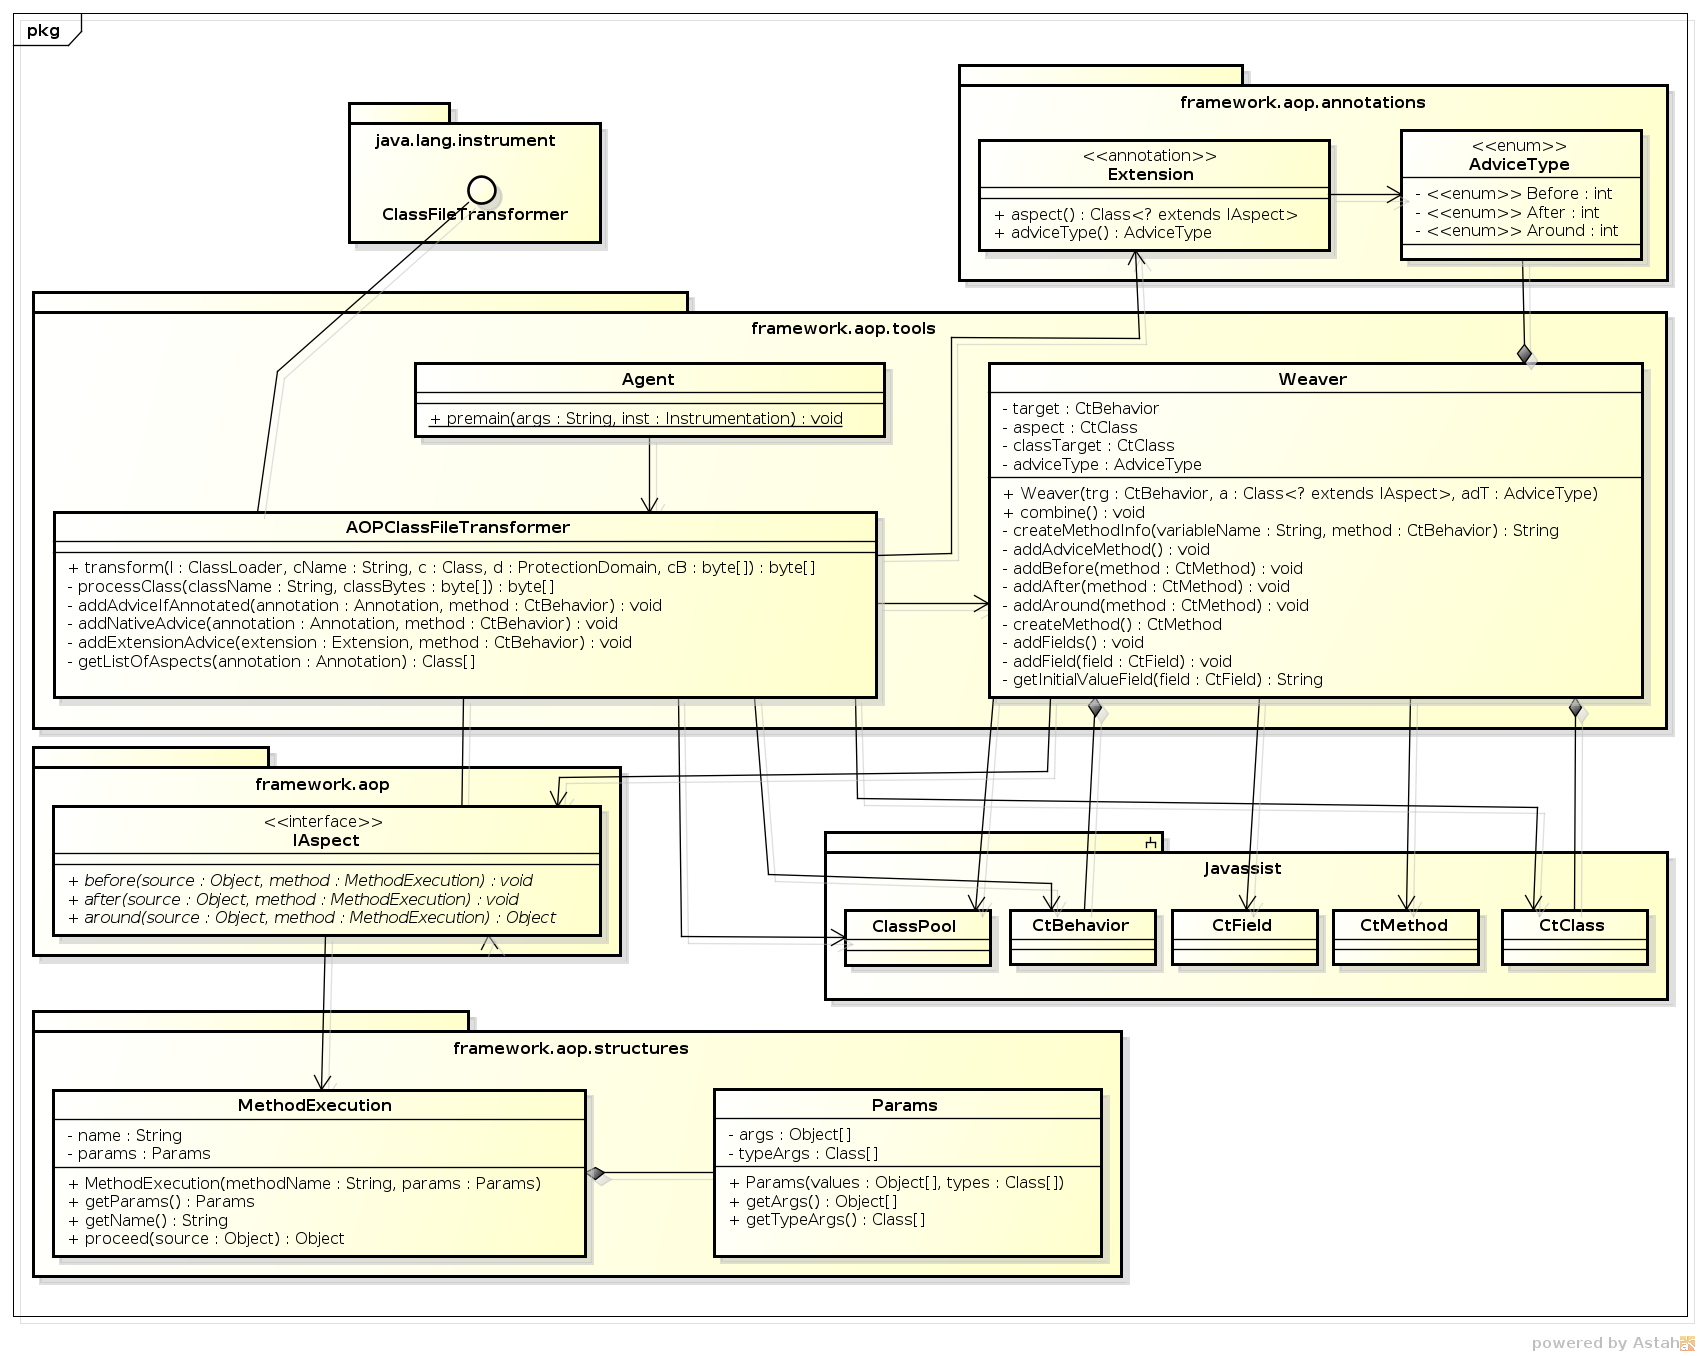 pkg
java.lang.instrument
ClassFileTransformer
framework.aop.annotations
<<annotation>>
Extension
+ aspect() : Class<? extends IAspect>
+ adviceType() : AdviceType
<<enum>>
AdviceType
- <<enum>> Before : int
- <<enum>> After : int
- <<enum>> Around : int
framework.aop.tools
Agent
+ premain(args : String, inst : Instrumentation) : void
AOPClassFileTransformer
+ transform(l : ClassLoader, cName : String, c : Class, d : ProtectionDomain, cB : byte[]) : byte[]
- processClass(className : String, classBytes : byte[]) : byte[]
- addAdviceIfAnnotated(annotation : Annotation, method : CtBehavior) : void
- addNativeAdvice(annotation : Annotation, method : CtBehavior) : void
- addExtensionAdvice(extension : Extension, method : CtBehavior) : void
- getListOfAspects(annotation : Annotation) : Class[]
Weaver
- target : CtBehavior
- aspect : CtClass
- classTarget : CtClass
- adviceType : AdviceType
+ Weaver(trg : CtBehavior, a : Class<? extends IAspect>, adT : AdviceType)
+ combine() : void
- createMethodInfo(variableName : String, method : CtBehavior) : String
- addAdviceMethod() : void
- addBefore(method : CtMethod) : void
- addAfter(method : CtMethod) : void
- addAround(method : CtMethod) : void
- createMethod() : CtMethod
- addFields() : void
- addField(field : CtField) : void
- getInitialValueField(field : CtField) : String
framework.aop
<<interface>>
IAspect
+ before(source : Object, method : MethodExecution) : void
+ after(source : Object, method : MethodExecution) : void
+ around(source : Object, method : MethodExecution) : Object
Javassist
ClassPool
CtBehavior
CtField
CtMethod
CtClass
framework.aop.structures
MethodExecution
- name : String
- params : Params
+ MethodExecution(methodName : String, params : Params)
+ getParams() : Params
+ getName() : String
+ proceed(source : Object) : Object
Params
- args : Object[]
- typeArgs : Class[]
+ Params(values : Object[], types : Class[])
+ getArgs() : Object[]
+ getTypeArgs() : Class[]
powered by Astah